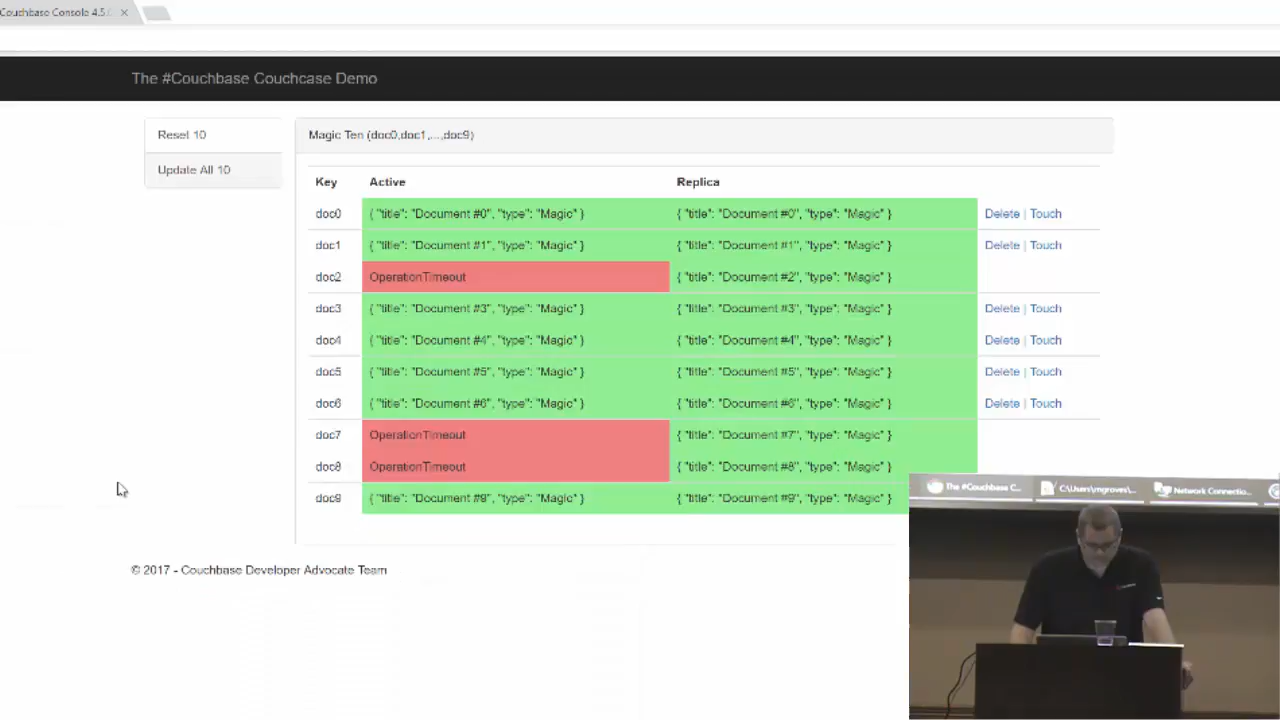 Couchbase Console 4.5.
The #Couchbase Couchcase Demo
Reset 10
Update All 10
Magic Ten (doc0,doc1,...,doc9)
Key Active Replica
doc0 { "title": "Document #0", "type": "Magic" } { "title": "Document #0", "type": "Magic" } Delete | Touch
doc1 { "title": "Document #1", "type": "Magic" } { "title": "Document #1", "type": "Magic" } Delete | Touch
doc2 OperationTimeout { "title": "Document #2", "type": "Magic" }
doc3 { "title": "Document #3", "type": "Magic" } { "title": "Document #3", "type": "Magic" } Delete | Touch
doc4 { "title": "Document #4", "type": "Magic" } { "title": "Document #4", "type": "Magic" } Delete | Touch
doc5 { "title": "Document #5", "type": "Magic" } { "title": "Document #5", "type": "Magic" } Delete | Touch
doc6 { "title": "Document #6", "type": "Magic" } { "title": "Document #6", "type": "Magic" } Delete | Touch
doc7 OperationTimeout { "title": "Document #7", "type": "Magic" }
doc8 OperationTimeout { "title": "Document #8", "type": "Magic" }
doc9 { "title": "Document #9", "type": "Magic" } { "title": "Document #9", "type": "Magic" }
The #Couchbase C... C:\Users\mgroves\... Network Connectio...
© 2017 - Couchbase Developer Advocate Team